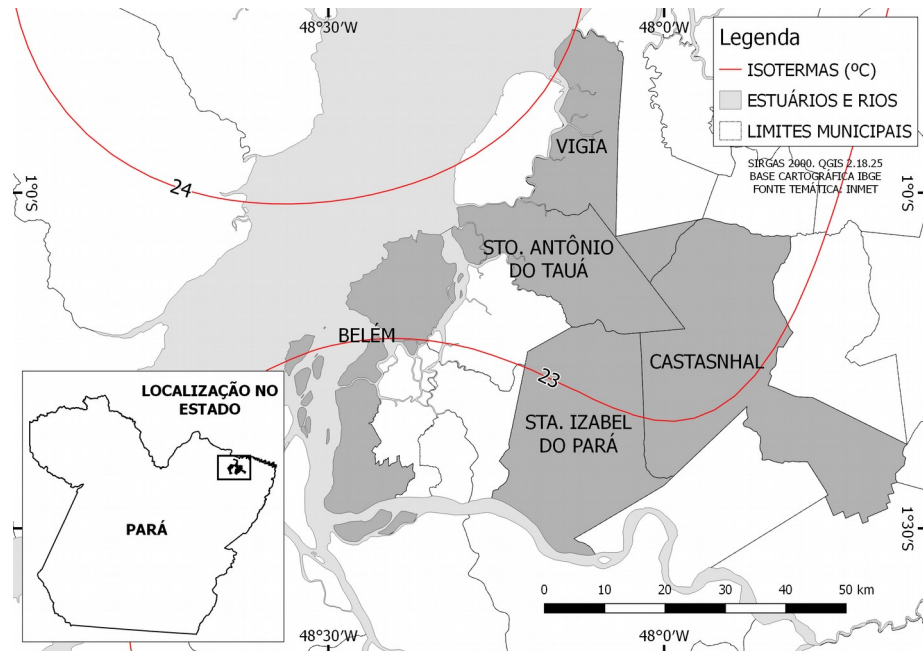 48°30'W
48°0'W
Legenda
ISOTERMAS (ºC)
ESTUÁRIOS E RIOS
LIMITES MUNICIPAIS
SIRGAS 2000. QGIS 2.18.25
BASE CARTOGRÁFICA IBGE
FONTE TEMÁTICA: INMET
1°0'S
1°0'S
24
VIGIA
STO. ANTÔNIO
DO TAUÁ
BELÉM
CASTASNHAL
23
STA. IZABEL
DO PARÁ
LOCALIZAÇÃO NO
ESTADO
PARÁ
1°30'S
0
10
20
30
40
50 km
48°30'W
48°0'W